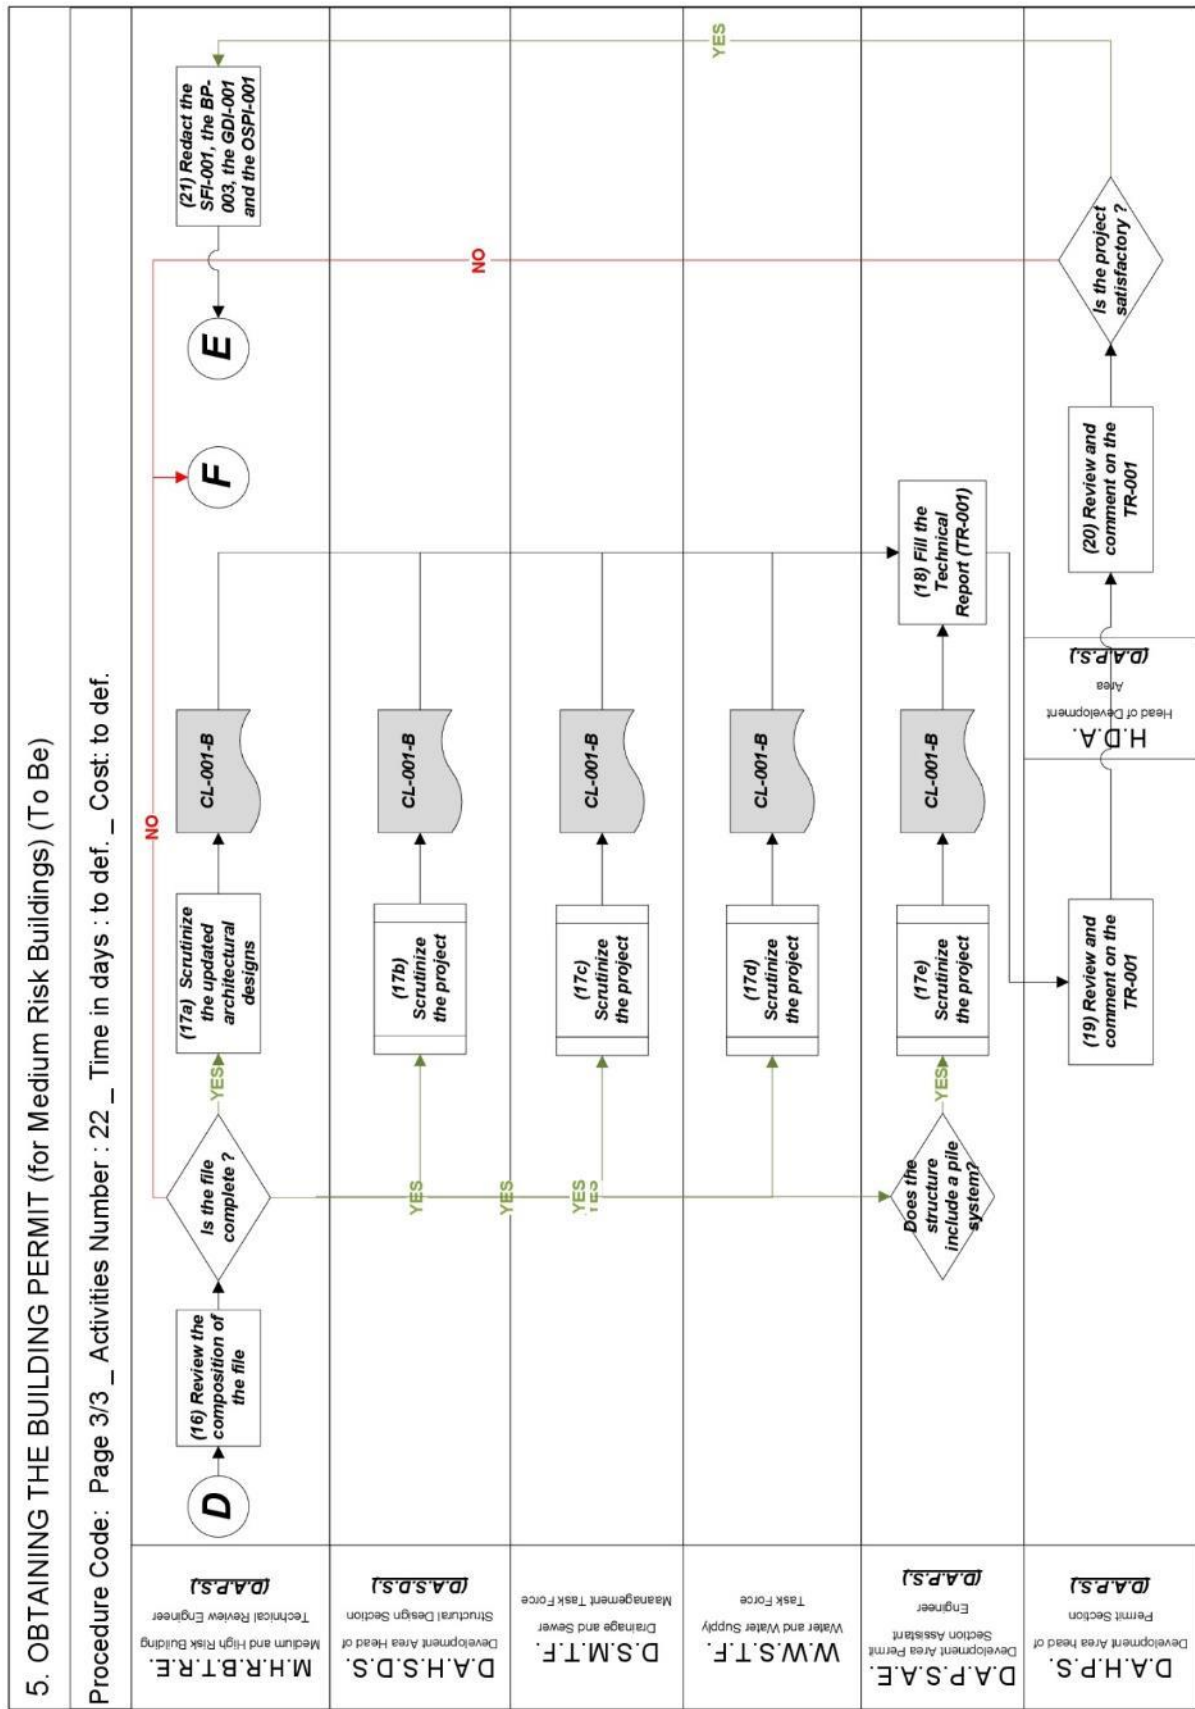 5. OBTAINING THE BUILDING PERMIT (for Medium Risk Buildings) (To Be)
Procedure Code: Page 3/3 _ Activities Number : 22 _ Time in days : to def. _ Cost: to def.
M.H.R.B.T.R.E.
Medium and High Risk Building
Technical Review Engineer
(D.A.P.S.)
D
(16) Review the
composition of
the file
Is the file
complete ?
NO
YES
(17a) Scrutinize
the updated
architectural
designs
CL-001-B
F
E
(21) Redact the
SFI-001, the BP-
003, the GDI-001
and the OSPI-001
D.A.H.S.D.S.
Development Area Head of
Structural Design Section
(D.A.S.D.S.)
YES
(17b)
Scrutinize
the project
CL-001-B
D.S.M.T.F.
Drainage and Sewer
Maanagement Task Force
YES
YES
YES
(17c)
Scrutinize
the project
CL-001-B
NO
W.W.S.T.F.
Water and Water Supply
Task Force
(17d)
Scrutinize
the project
CL-001-B
YES
D.A.P.S.A.E.
Development Area Permit
Section Assistant
Engineer
(D.A.P.S.)
Does the
structure
include a pile
system?
YES
(17e)
Scrutinize
the project
CL-001-B
(18) Fill the
Technical
Report (TR-001)
D.A.H.P.S.
Development Area head of
Permit Section
(D.A.P.S.)
(19) Review and
comment on the
TR-001
H.D.A.
Head of Development
Area
(D.A.P.S.)
(20) Review and
comment on the
TR-001
Is the project
satisfactory ?